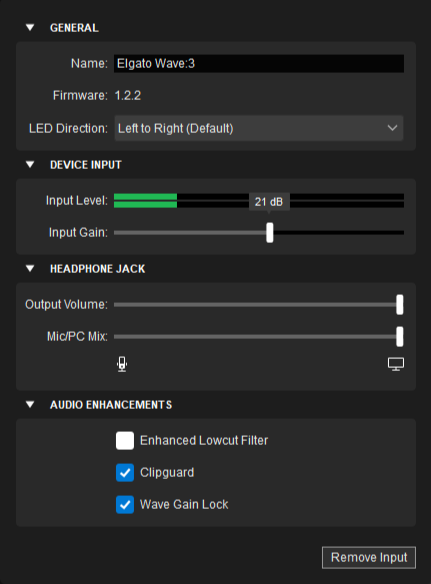 GENERAL
Name: Elgato Wave:3
Firmware: 1.2.2
LED Direction: Left to Right (Default)
DEVICE INPUT
Input Level:
21 dB
Input Gain:
HEADPHONE JACK
Output Volume:
Mic/PC Mix:
AUDIO ENHANCEMENTS
Enhanced Lowcut Filter
Clipguard
Wave Gain Lock
Remove Input